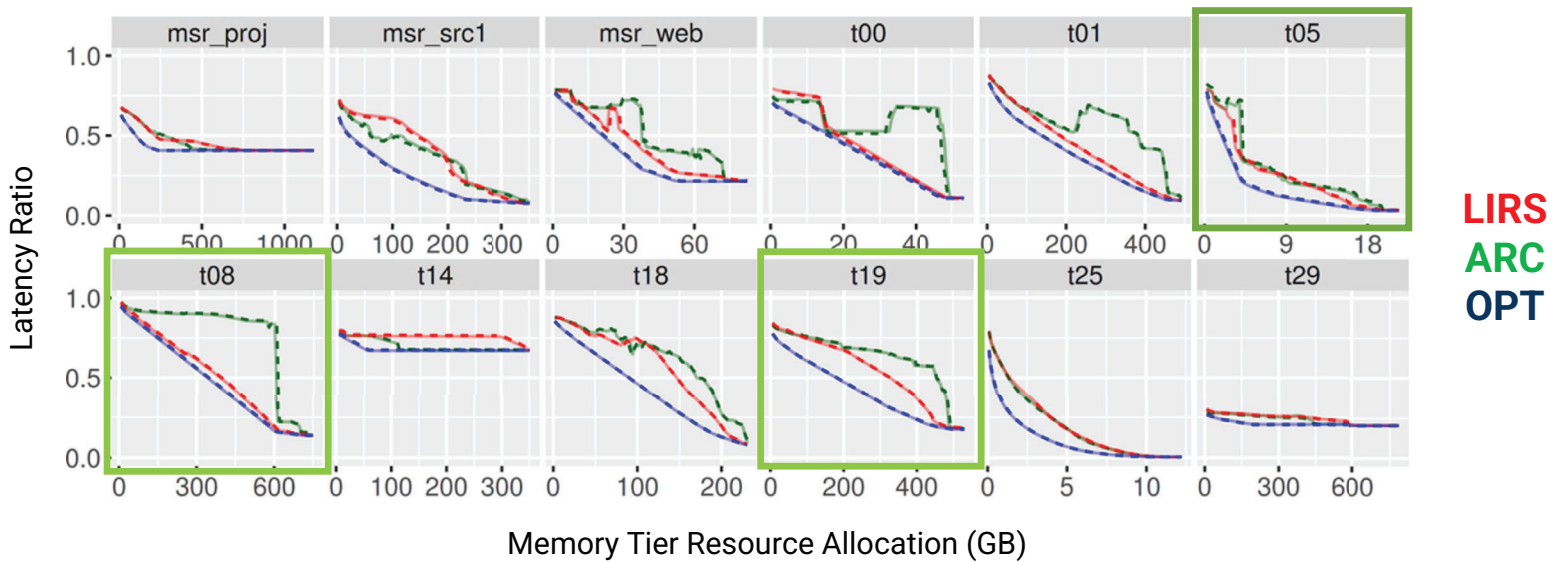 msr_proj msr_src1 msr_web t00 t01 t05
1.0
0.5
0.0
0 500 1000 0 100 200 300 0 30 60 0 20 40 0 200 400 0 9 18
t08 t14 t18 t19 t25 t29
1.0
0.5
0.0
0 300 600 0 100 200 300 0 100 200 0 200 400 0 5 10 0 300 600
Latency Ratio
Memory Tier Resource Allocation (GB)
LIRS
ARC
OPT